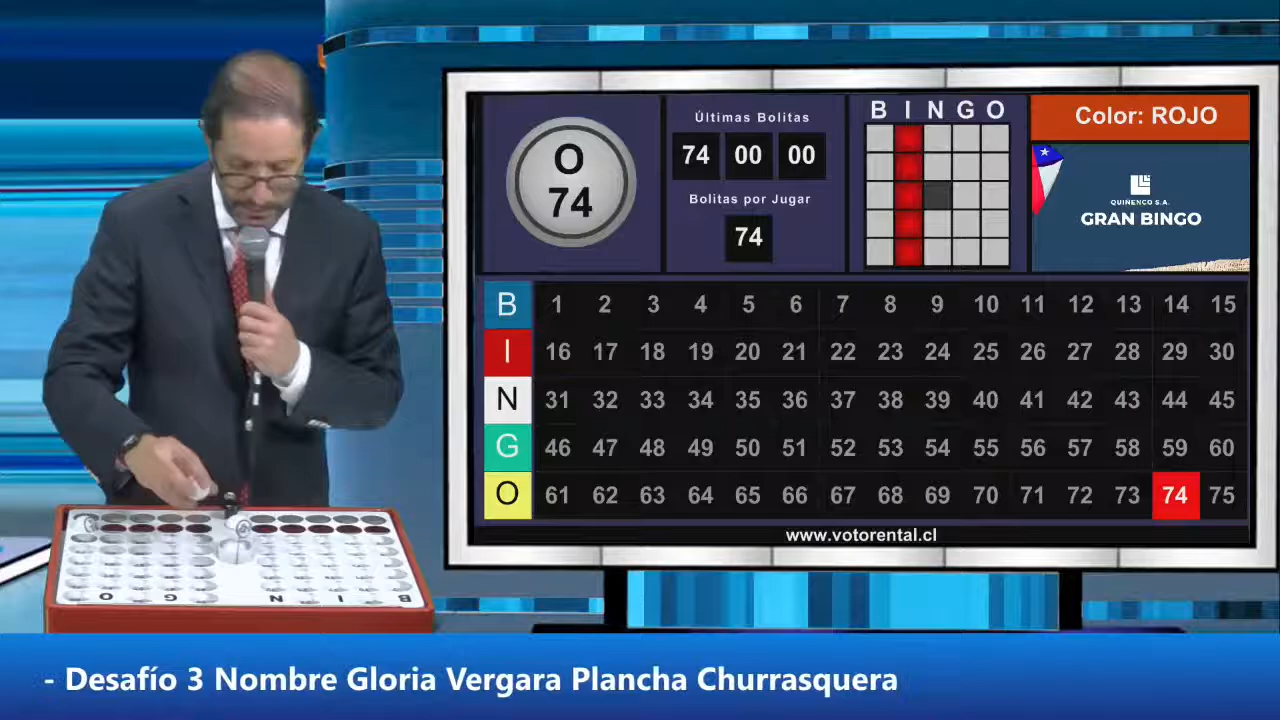 O
74
Últimas Bolitas
74 00 00
Bolitas por Jugar
74
B I N G O
Color: ROJO
QUIÑENCO S.A.
GRAN BINGO
B 1 2 3 4 5 6 7 8 9 10 11 12 13 14 15
I 16 17 18 19 20 21 22 23 24 25 26 27 28 29 30
N 31 32 33 34 35 36 37 38 39 40 41 42 43 44 45
G 46 47 48 49 50 51 52 53 54 55 56 57 58 59 60
O 61 62 63 64 65 66 67 68 69 70 71 72 73 74 75
www.votorental.cl
B I N G O
- Desafío 3 Nombre Gloria Vergara Plancha Churrasquera